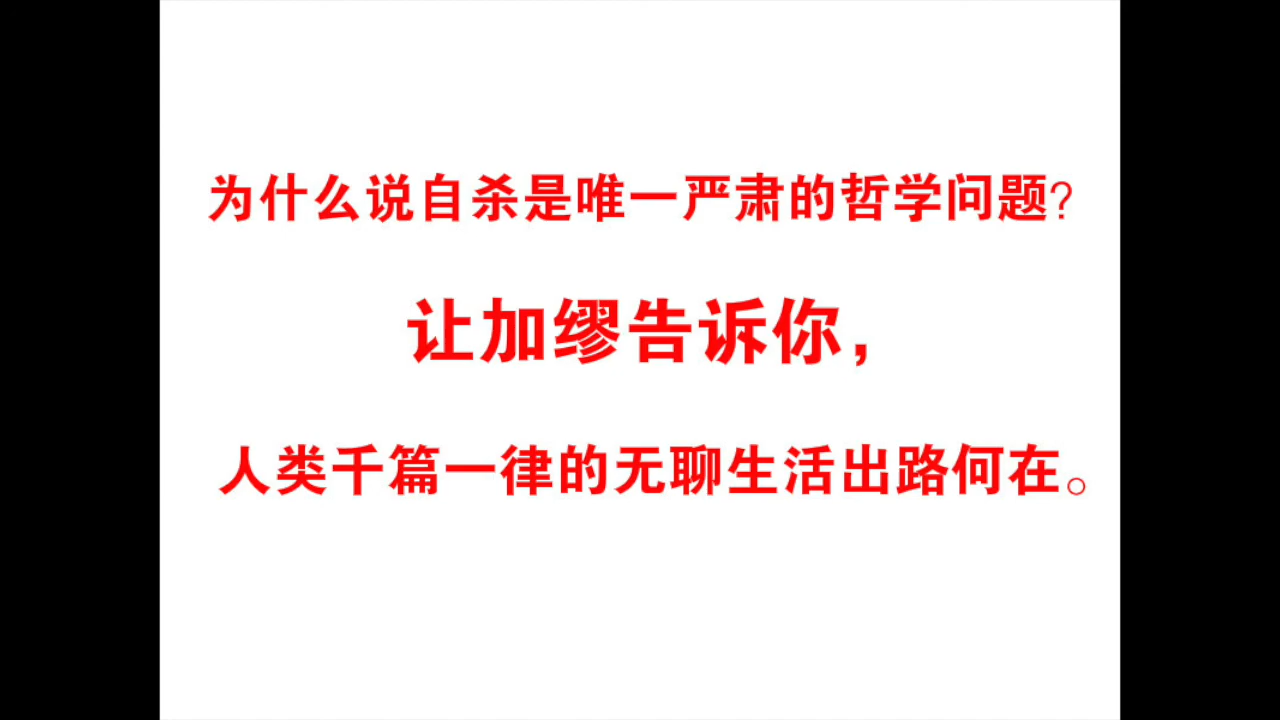 为什么说自杀是唯一严肃的哲学问题?
让加缪告诉你，
人类千篇一律的无聊生活出路何在。